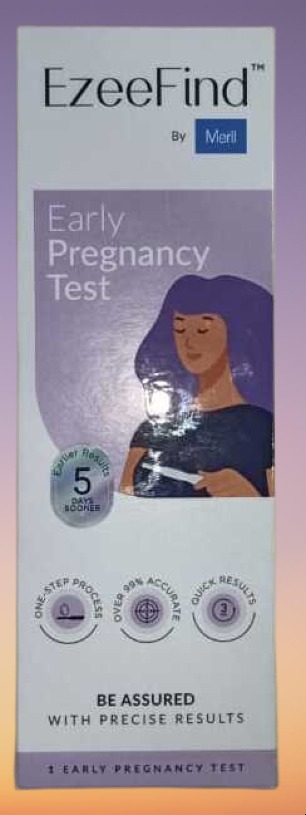 EzeeFind™
By Meril
Early
Pregnancy
Test
Earlier Results
5
DAYS
SOONER
ONE-STEP PROCESS
OVER 99% ACCURATE
QUICK RESULTS
3
BE ASSURED
WITH PRECISE RESULTS
1 EARLY PREGNANCY TEST